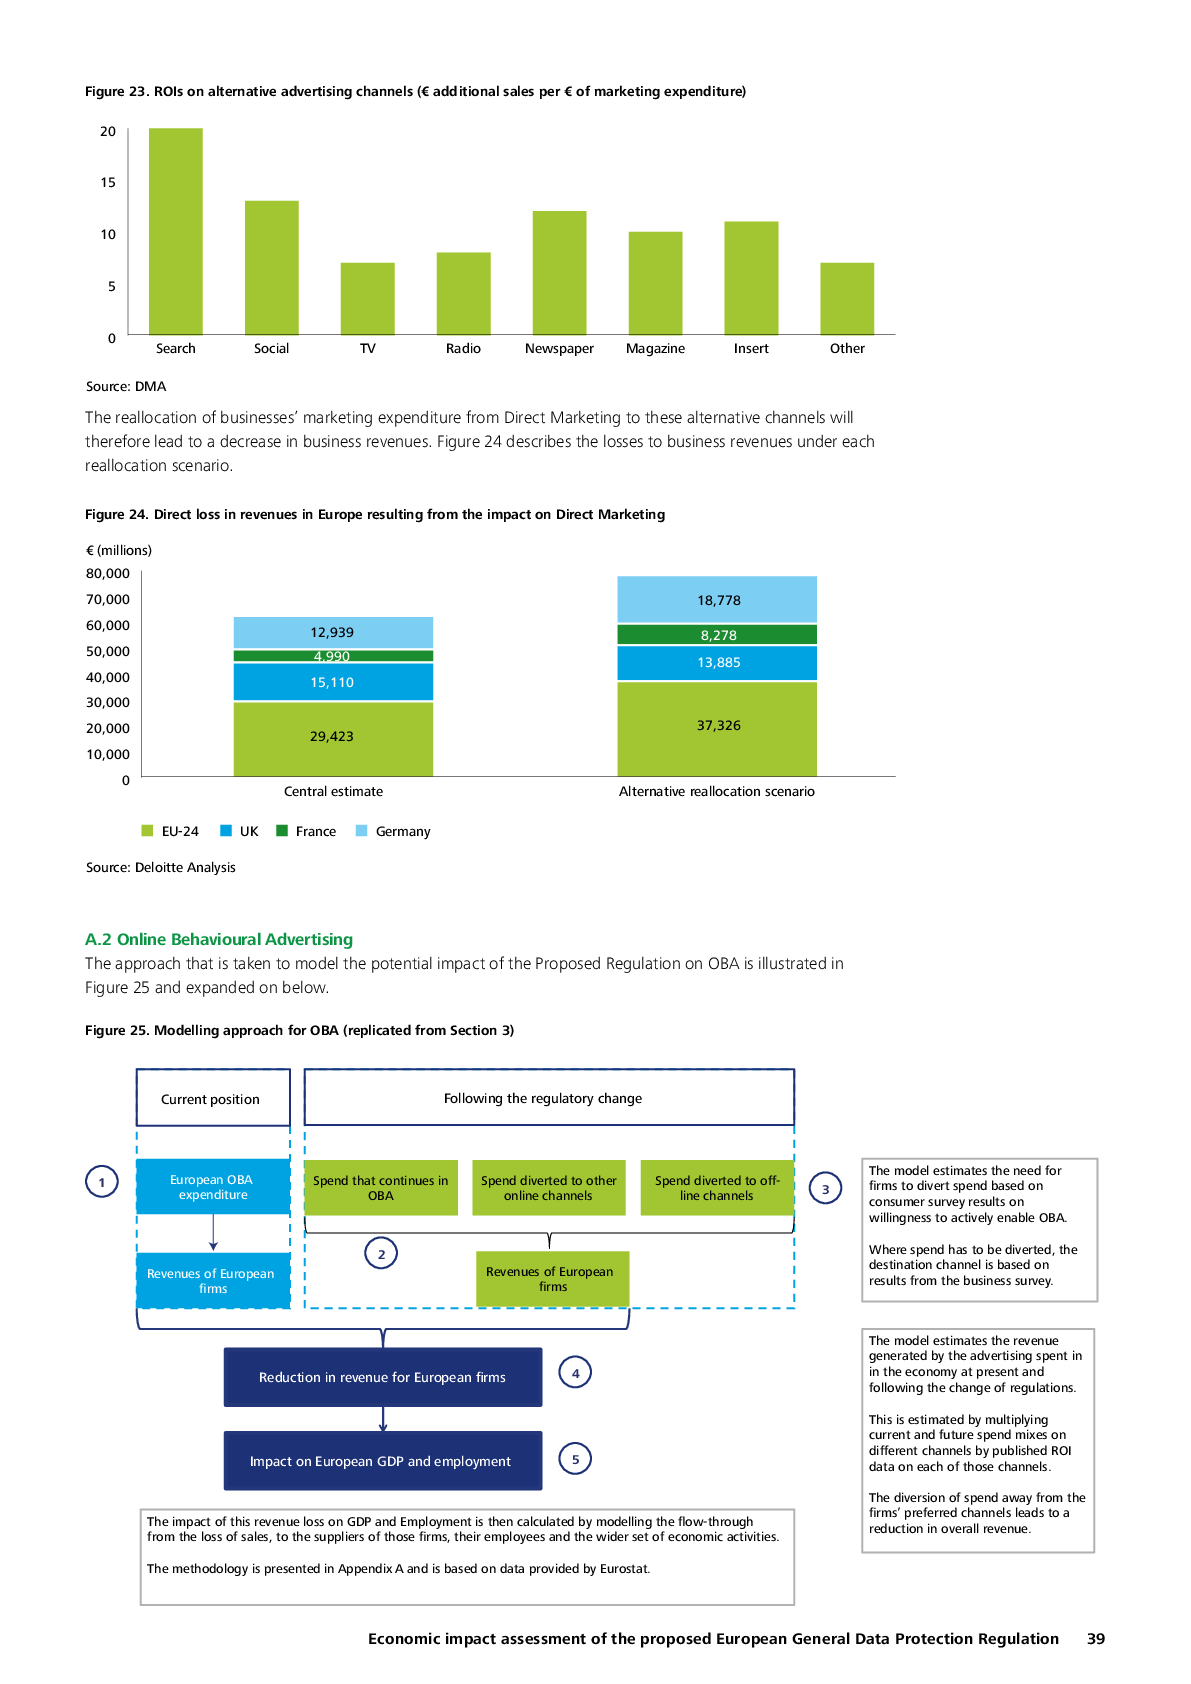 Figure 23. ROIs on alternative advertising channels (€ additional sales per € of marketing expenditure)
20
15
10
5
0
Search Social TV Radio Newspaper Magazine Insert Other
Source: DMA
The reallocation of businesses’ marketing expenditure from Direct Marketing to these alternative channels will
therefore lead to a decrease in business revenues. Figure 24 describes the losses to business revenues under each
reallocation scenario.
Figure 24. Direct loss in revenues in Europe resulting from the impact on Direct Marketing
€ (millions)
80,000
70,000
60,000
50,000
40,000
30,000
20,000
10,000
0
12,939
4,990
15,110
29,423
18,778
8,278
13,885
37,326
Central estimate Alternative reallocation scenario
EU-24 UK France Germany
Source: Deloitte Analysis
A.2 Online Behavioural Advertising
The approach that is taken to model the potential impact of the Proposed Regulation on OBA is illustrated in
Figure 25 and expanded on below.
Figure 25. Modelling approach for OBA (replicated from Section 3)
Current position
Following the regulatory change
1
European OBA
expenditure
Spend that continues in
OBA
Spend diverted to other
online channels
Spend diverted to off-
line channels
3
2
Revenues of European
firms
Revenues of European
firms
Reduction in revenue for European firms
4
Impact on European GDP and employment
5
The model estimates the need for
firms to divert spend based on
consumer survey results on
willingness to actively enable OBA.
Where spend has to be diverted, the
destination channel is based on
results from the business survey.
The model estimates the revenue
generated by the advertising spent in
in the economy at present and
following the change of regulations.
This is estimated by multiplying
current and future spend mixes on
different channels by published ROI
data on each of those channels.
The diversion of spend away from the
firms’ preferred channels leads to a
reduction in overall revenue.
The impact of this revenue loss on GDP and Employment is then calculated by modelling the flow-through
from the loss of sales, to the suppliers of those firms, their employees and the wider set of economic activities.
The methodology is presented in Appendix A and is based on data provided by Eurostat.
Economic impact assessment of the proposed European General Data Protection Regulation 39